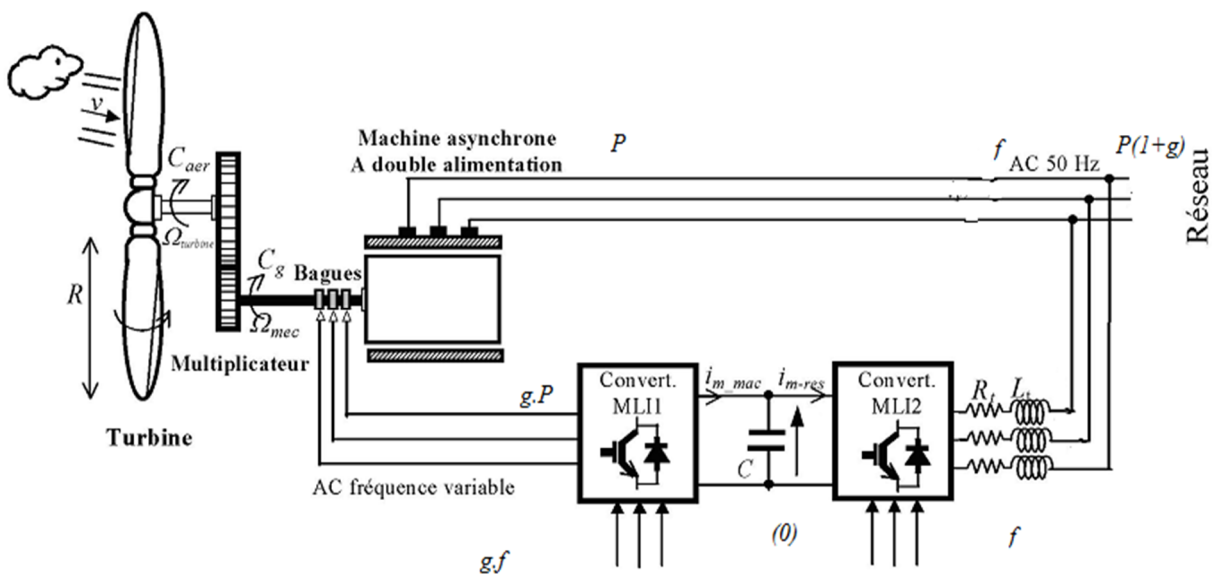 Machine asynchrone
A double alimentation
P
f
P(1+g)
AC 50 Hz
Réseau
v
C_aer
Ω_turbine
R
C_g
Bagues
Ω_mec
Multiplicateur
Turbine
g.P
AC fréquence variable
Convert.
MLI1
i_m_mac
i_m-res
C
Convert.
MLI2
R_t
L_t
g.f
(0)
f